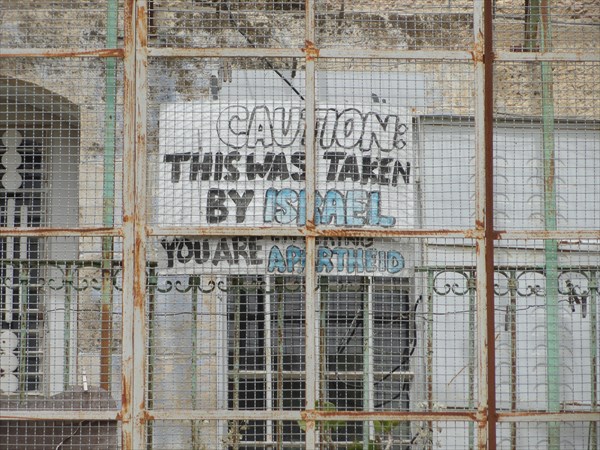 CAUTION:
THIS WAS TAKEN
BY ISRAEL
YOU ARE
APARTHEID